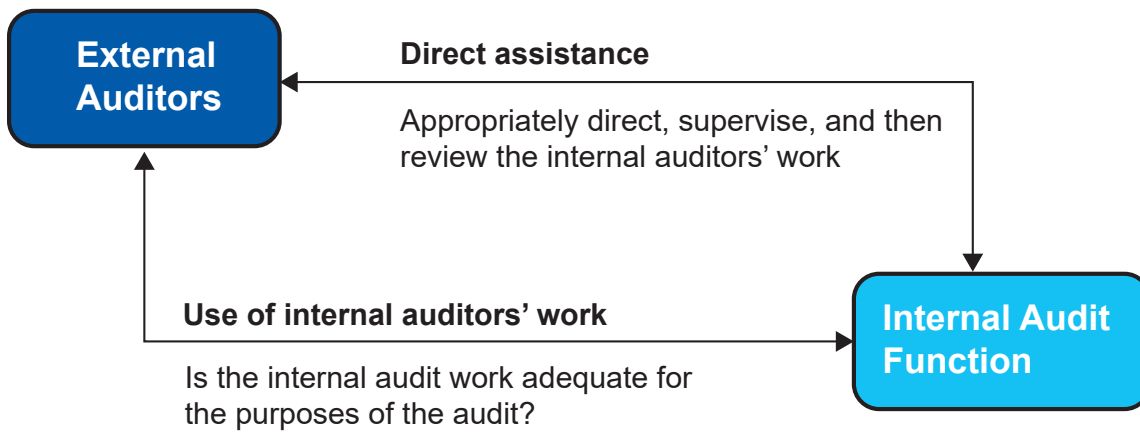 External
Auditors
Direct assistance
Appropriately direct, supervise, and then
review the internal auditors’ work
Use of internal auditors’ work
Is the internal audit work adequate for
the purposes of the audit?
Internal Audit
Function